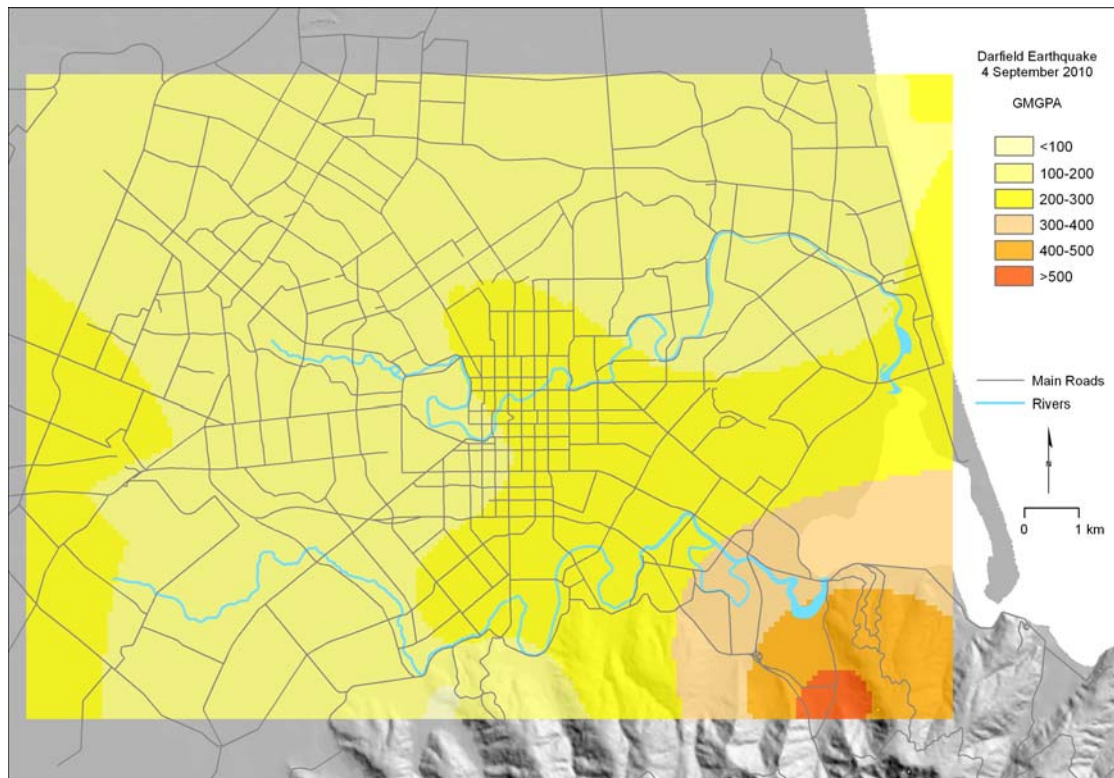 Darfield Earthquake
4 September 2010
GMGPA
<100
100-200
200-300
300-400
400-500
>500
Main Roads
Rivers
N
0 1 km